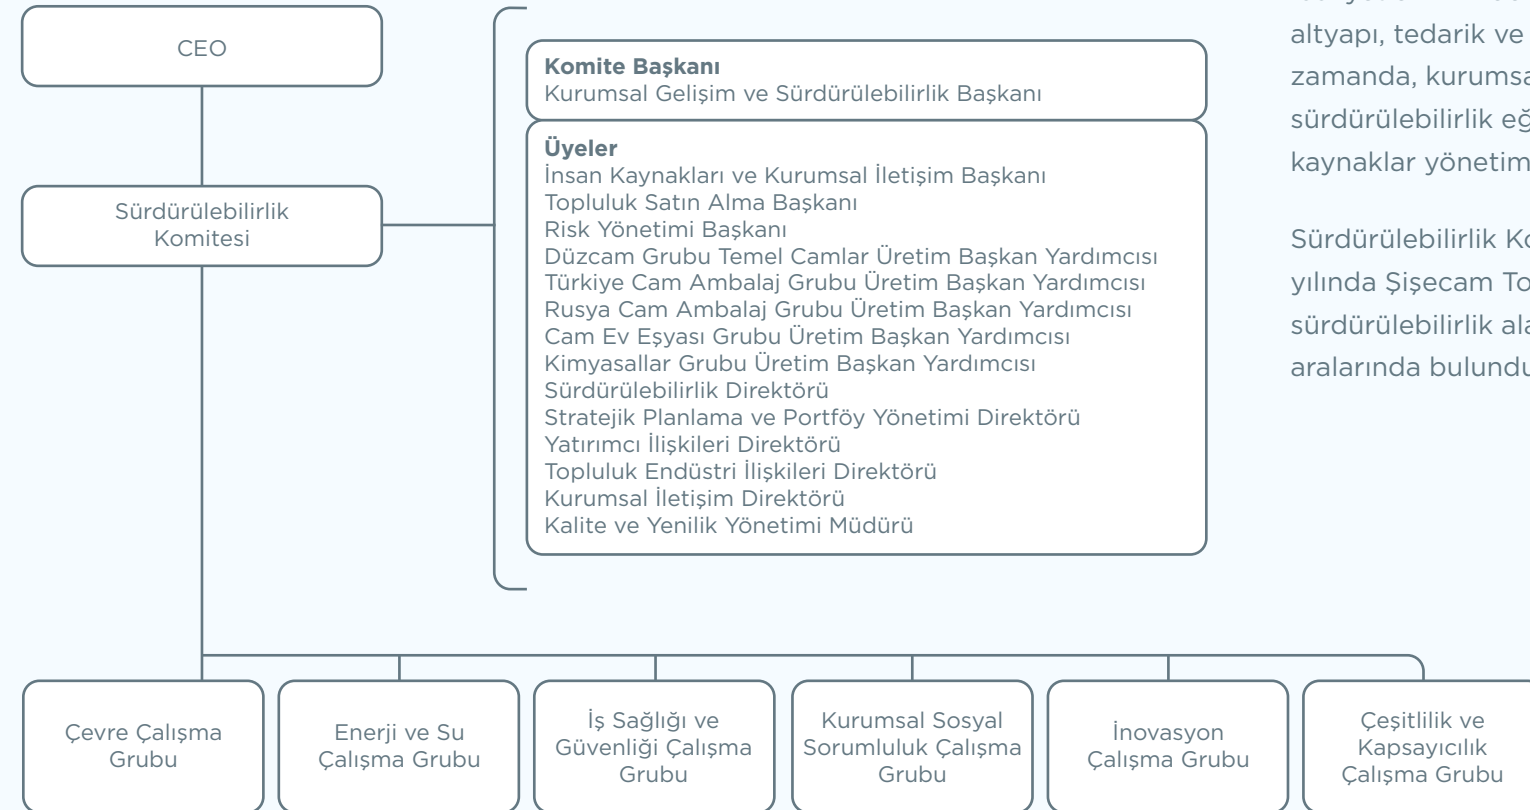 CEO
Sürdürülebilirlik
Komitesi
Komite Başkanı
Kurumsal Gelişim ve Sürdürülebilirlik Başkanı
Üyeler
İnsan Kaynakları ve Kurumsal İletişim Başkanı
Topluluk Satın Alma Başkanı
Risk Yönetimi Başkanı
Düzcam Grubu Temel Camlar Üretim Başkan Yardımcısı
Türkiye Cam Ambalaj Grubu Üretim Başkan Yardımcısı
Rusya Cam Ambalaj Grubu Üretim Başkan Yardımcısı
Cam Ev Eşyası Grubu Üretim Başkan Yardımcısı
Kimyasallar Grubu Üretim Başkan Yardımcısı
Sürdürülebilirlik Direktörü
Stratejik Planlama ve Portföy Yönetimi Direktörü
Yatırımcı İlişkileri Direktörü
Topluluk Endüstri İlişkileri Direktörü
Kurumsal İletişim Direktörü
Kalite ve Yenilik Yönetimi Müdürü
Çevre Çalışma
Grubu
Enerji ve Su
Çalışma Grubu
İş Sağlığı ve
Güvenliği Çalışma
Grubu
Kurumsal Sosyal
Sorumluluk Çalışma
Grubu
İnovasyon
Çalışma Grubu
Çeşitlilik ve
Kapsayıcılık
Çalışma Grubu
altyapı, tedarik ve
zamanda, kurumsa
sürdürülebilirlik eğ
kaynaklar yönetim
Sürdürülebilirlik Ko
yılında Şişecam To
sürdürülebilirlik ala
aralarında bulundu